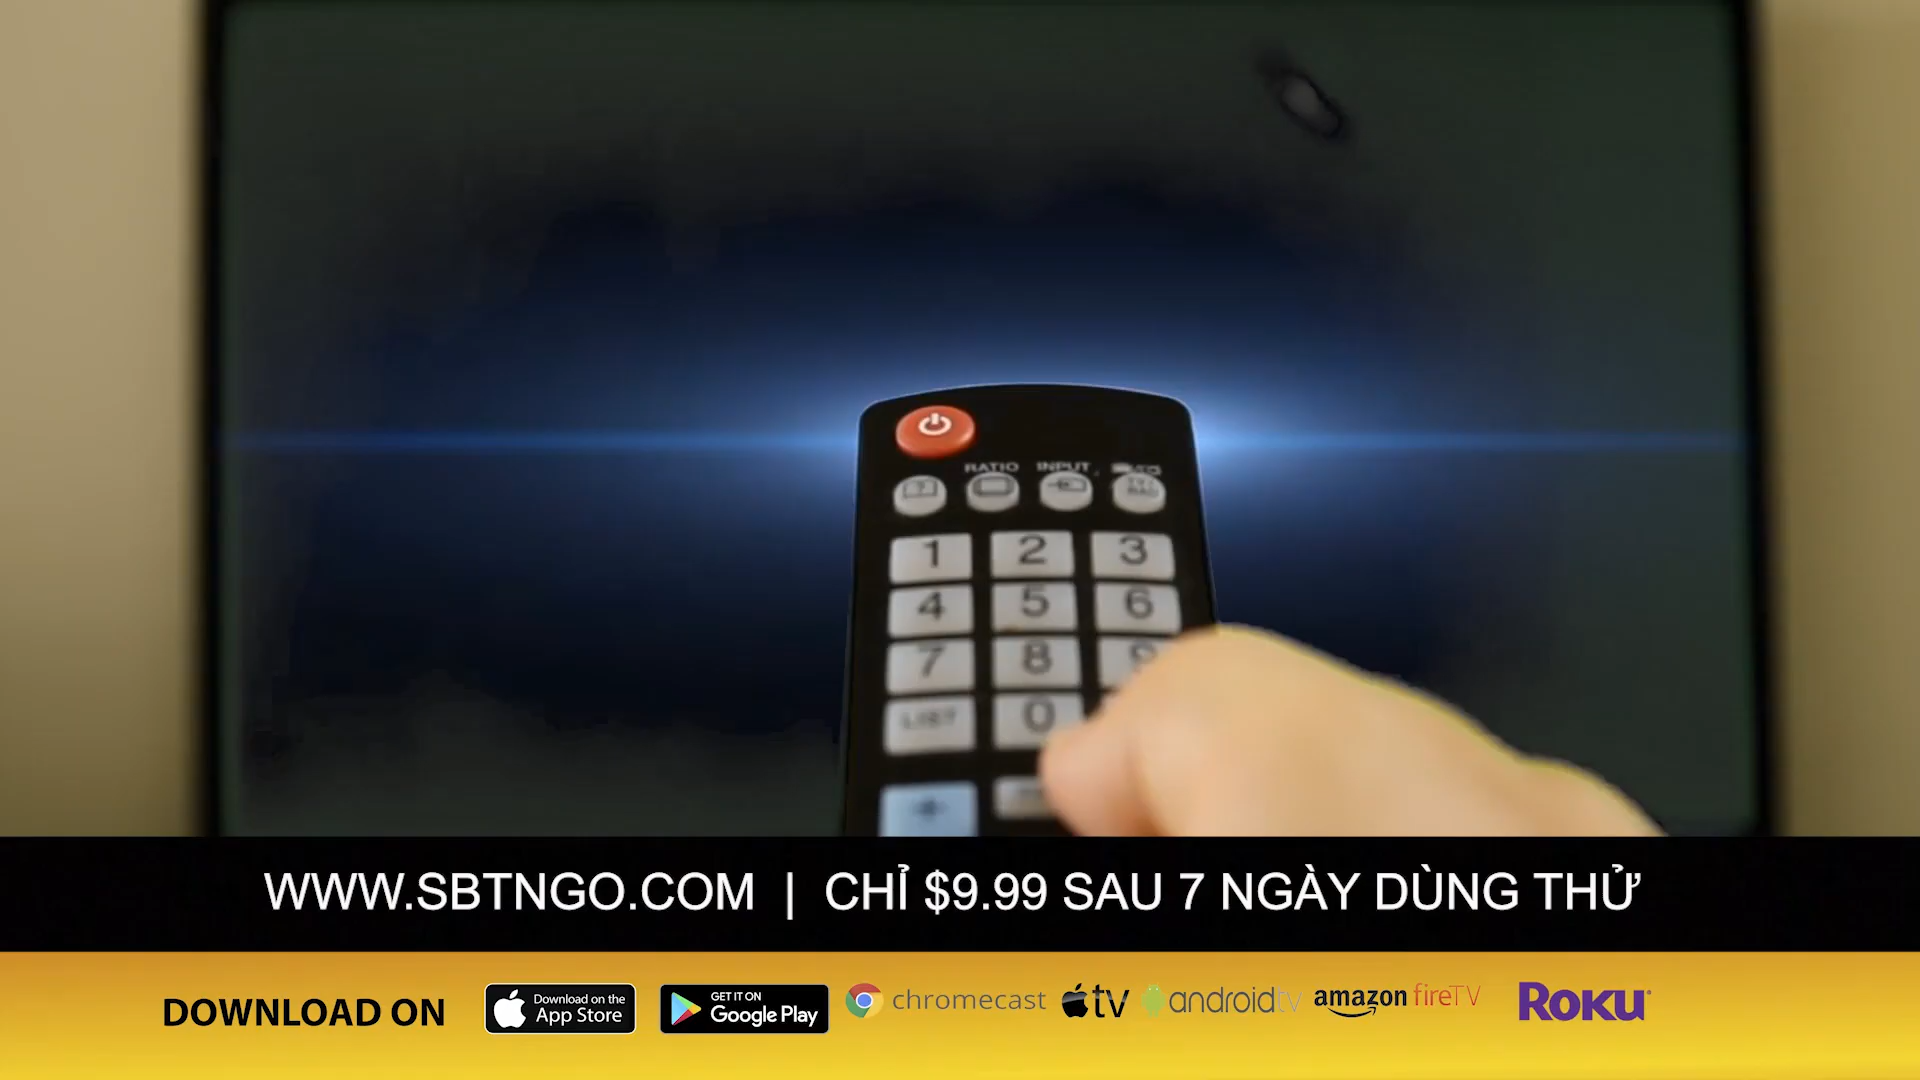 RATIO INPUT
1 2 3
4 5 6
7 8
LIST 0
WWW.SBTNGO.COM | CHỈ $9.99 SAU 7 NGÀY DÙNG THỬ
DOWNLOAD ON
Download on the
App Store
GET IT ON
Google Play
chromecast
tv
androidtv
amazon fireTV
ROKU